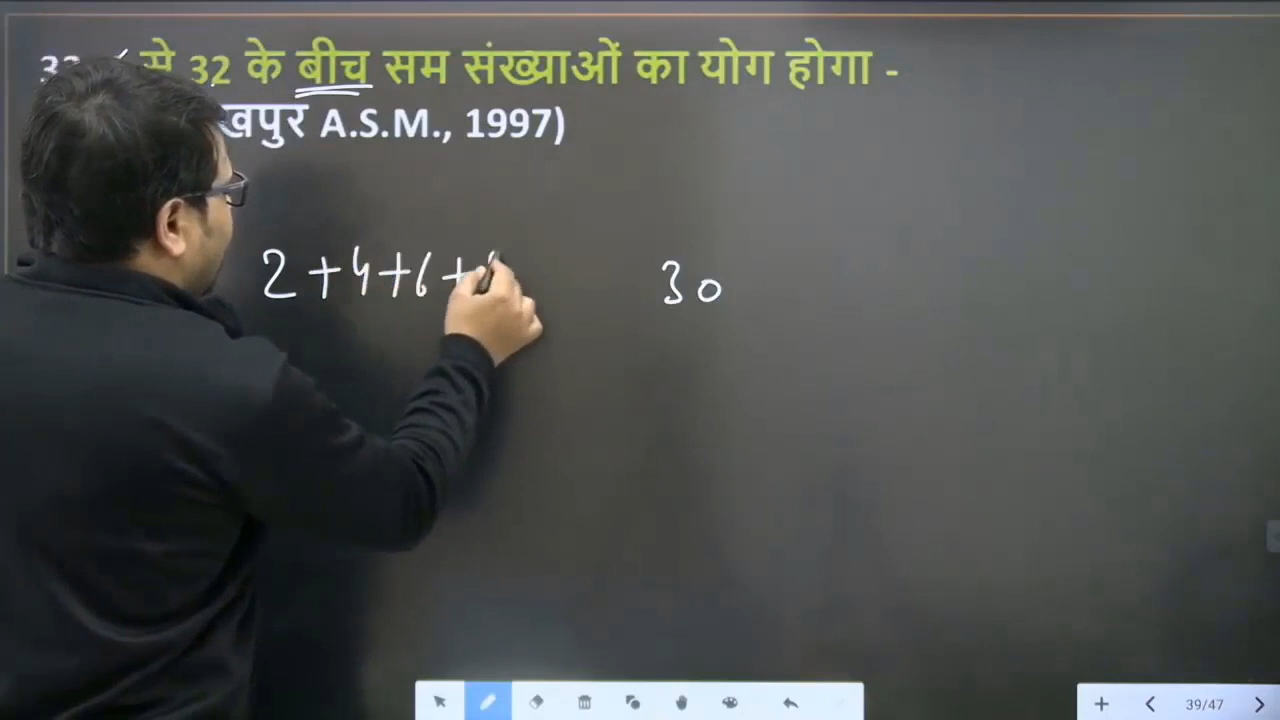 से 32 के बीच सम संख्याओं का योग होगा -
खपुर A.S.M., 1997)
2+4+6+
30
39/47